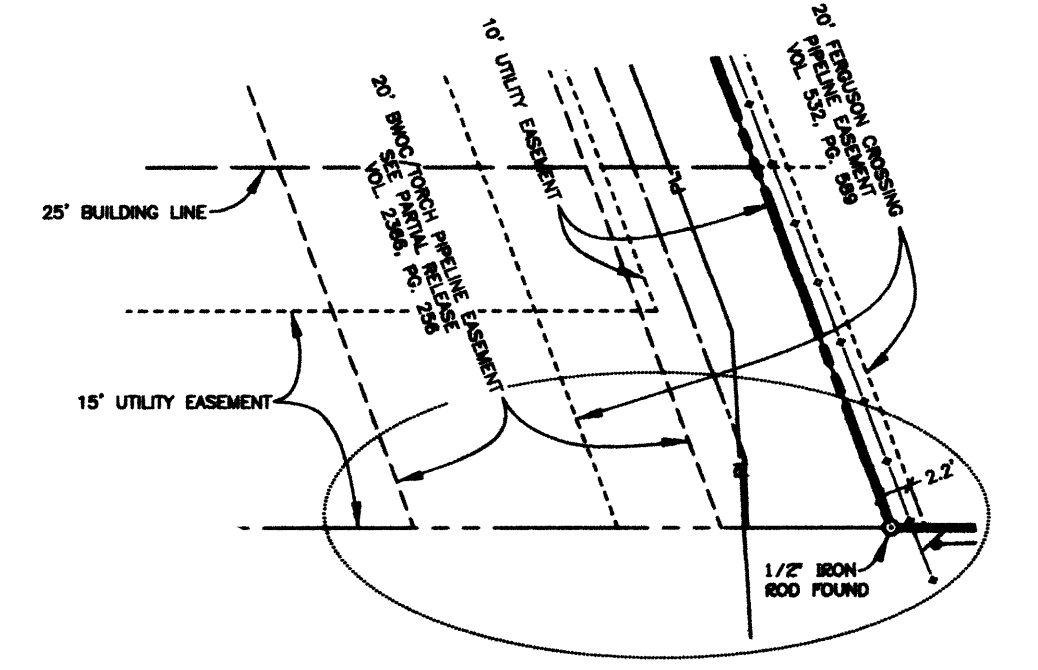 10' UTILITY EASEMENT
20' FERGUSON CROSSING
PIPELINE EASEMENT
VOL 532, PG. 589
20' BWOC/TORCH PIPELINE EASEMENT
SEE PARTIAL RELEASE
VOL. 2366, PG. 256
PL
25' BUILDING LINE
15' UTILITY EASEMENT
2.2'
1/2" IRON
ROD FOUND